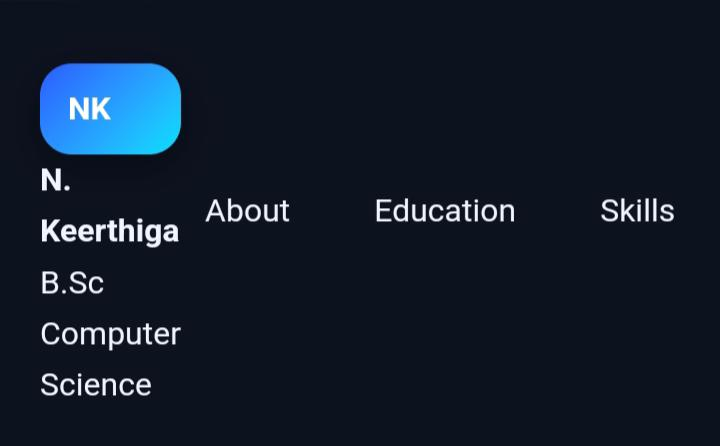 NK
N.
Keerthiga
B.Sc
Computer
Science
About Education Skills